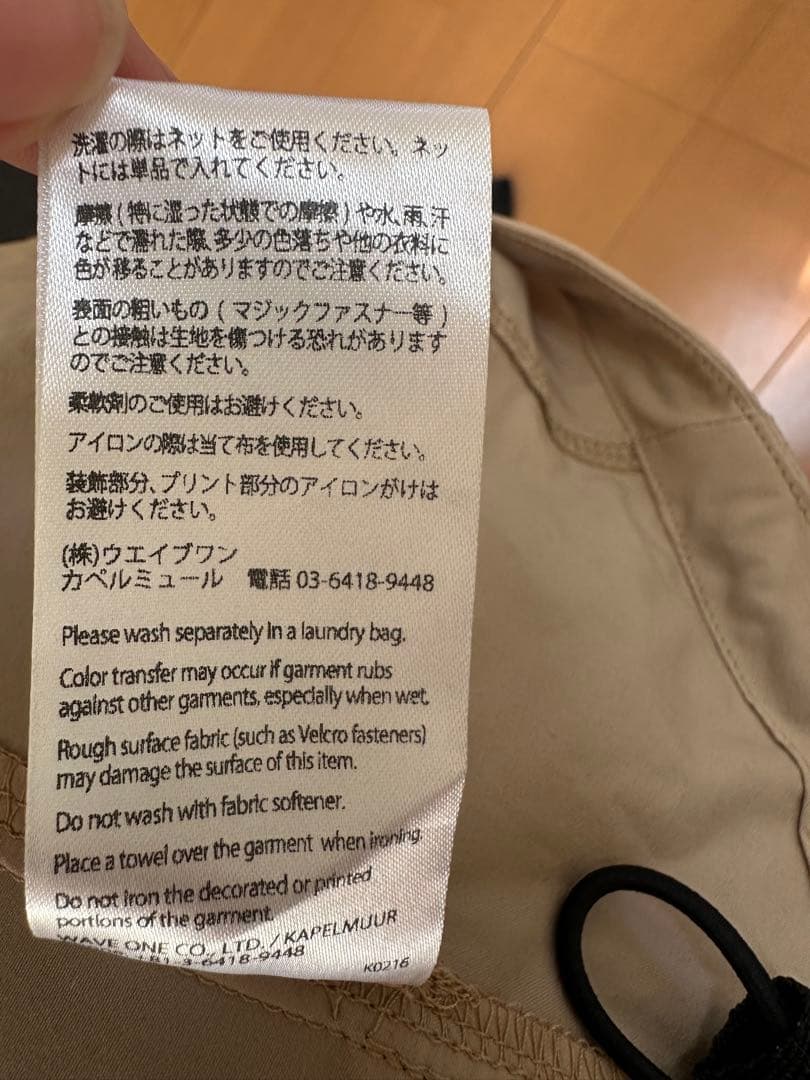 洗濯の際はネットをご使用ください。ネッ
トには単品で入れてください。
摩擦(特に湿った状態での摩擦)や水、雨、汗
などで濡れた際、多少の色落ちや他の衣料に
色が移ることがありますのでご注意ください。
表面の粗いもの(マジックファスナー等)
との接触は生地を傷つける恐れがあります
のでご注意ください。
柔軟剤のご使用はお避けください。
アイロンの際は当て布を使用してください。
装飾部分、プリント部分のアイロンがけは
お避けください。
(株)ウエイブワン
カペルミュール 電話 03-6418-9448
Please wash separately in a laundry bag.
Color transfer may occur if garment rubs
against other garments, especially when wet.
Rough surface fabric (such as Velcro fasteners)
may damage the surface of this item.
Do not wash with fabric softener.
Place a towel over the garment when ironing.
Do not iron the decorated or printed
portions of the garment.
WAVE ONE CO., LTD. / KAPELMUUR
3-6418-9448
K0216